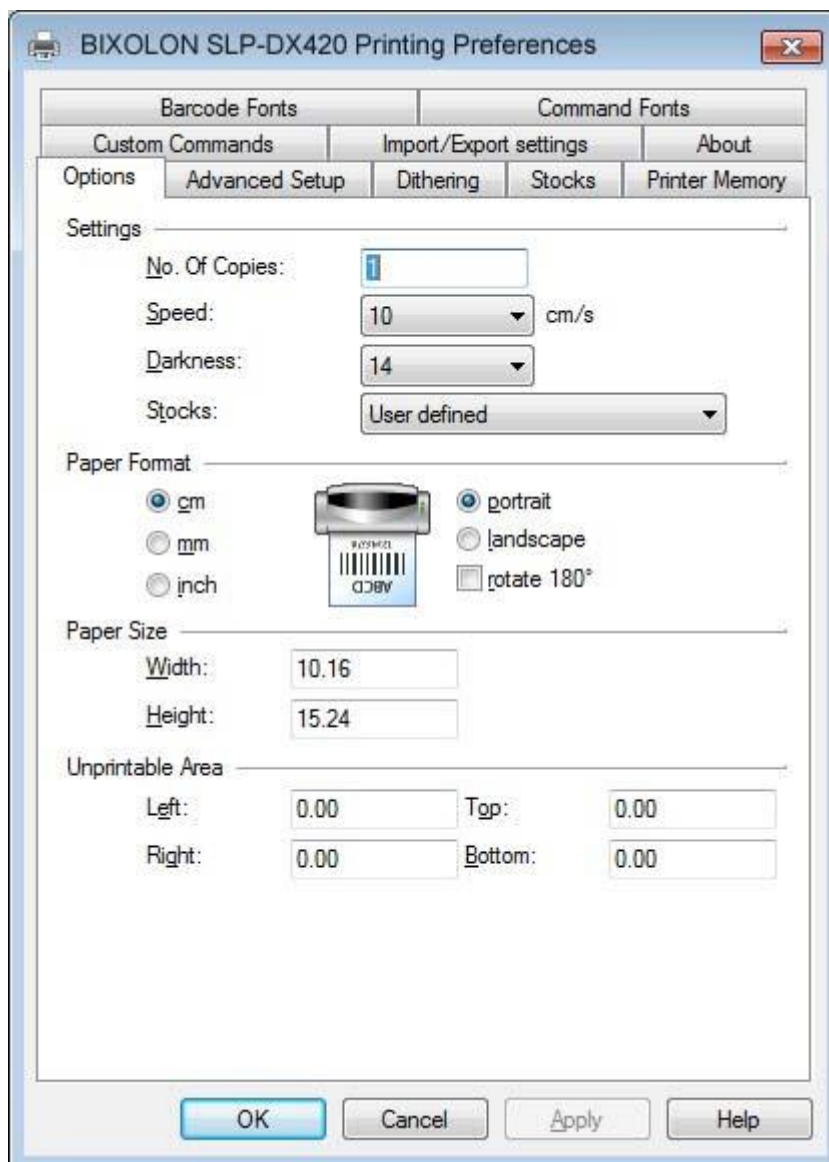 BIXOLON SLP-DX420 Printing Preferences
Barcode Fonts Command Fonts
Custom Commands Import/Export settings About
Options Advanced Setup Dithering Stocks Printer Memory
Settings
No. Of Copies: 1
Speed: 10 cm/s
Darkness: 14
Stocks: User defined
Paper Format
cm portrait
mm landscape
inch rotate 180°
ABCD
Paper Size
Width: 10.16
Height: 15.24
Unprintable Area
Left: 0.00 Top: 0.00
Right: 0.00 Bottom: 0.00
OK Cancel Apply Help